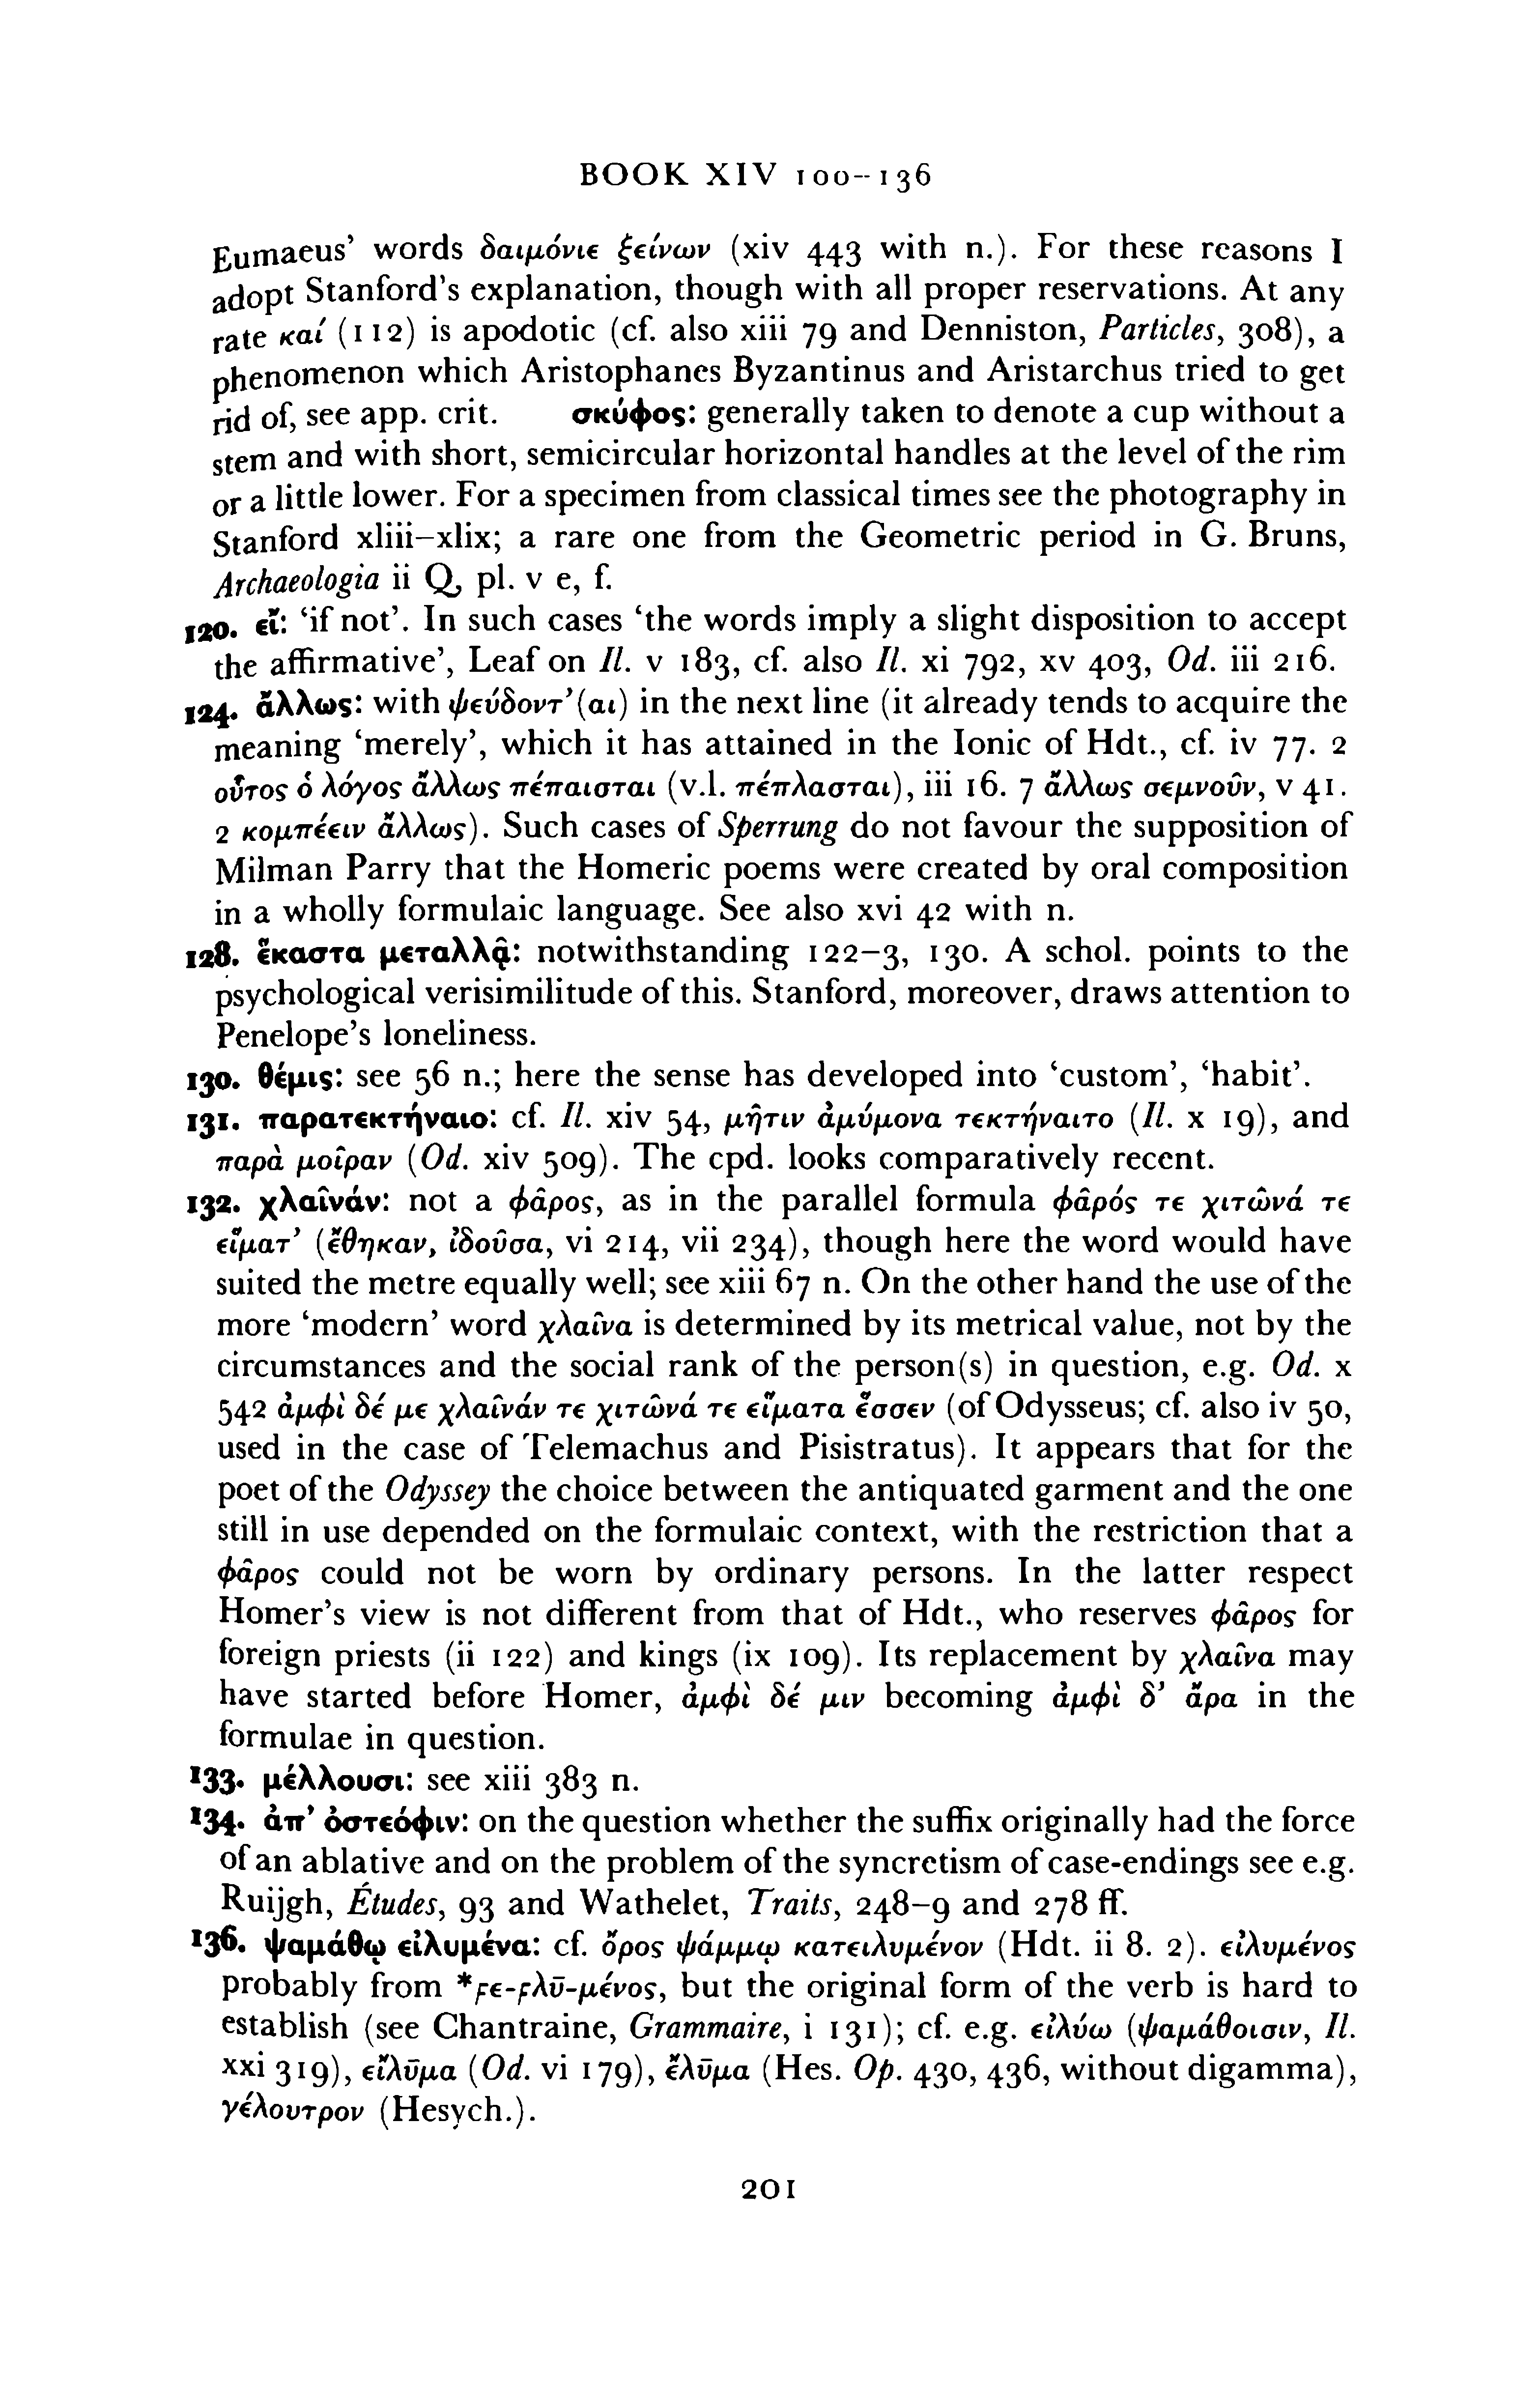 BOOK XIV 100–136
Eumaeus’ words δαιμόνιε ξείνων (xiv 443 with n.). For these reasons I
adopt Stanford’s explanation, though with all proper reservations. At any
rate καί (112) is apodotic (cf. also xiii 79 and Denniston, Particles, 308), a
phenomenon which Aristophanes Byzantinus and Aristarchus tried to get
rid of, see app. crit. σκύφος: generally taken to denote a cup without a
stem and with short, semicircular horizontal handles at the level of the rim
or a little lower. For a specimen from classical times see the photography in
Stanford xliii–xlix; a rare one from the Geometric period in G. Bruns,
Archaeologia ii Q, pl. v e, f.
120. εἴ: ‘if not’. In such cases ‘the words imply a slight disposition to accept
the affirmative’, Leaf on Il. v 183, cf. also Il. xi 792, xv 403, Od. iii 216.
124. ἄλλως: with ψεύδοντ’(αι) in the next line (it already tends to acquire the
meaning ‘merely’, which it has attained in the Ionic of Hdt., cf. iv 77. 2
οὗτος ὁ λόγος ἄλλως πέπαισται (v.l. πέπλασται), iii 16. 7 ἄλλως σεμνοῦν, v 41.
2 κομπέειν ἄλλως). Such cases of Sperrung do not favour the supposition of
Milman Parry that the Homeric poems were created by oral composition
in a wholly formulaic language. See also xvi 42 with n.
128. ἕκαστα μεταλλᾷ: notwithstanding 122–3, 130. A schol. points to the
psychological verisimilitude of this. Stanford, moreover, draws attention to
Penelope’s loneliness.
130. θέμις: see 56 n.; here the sense has developed into ‘custom’, ‘habit’.
131. παρατεκτήναιο: cf. Il. xiv 54, μῆτιν ἀμύμονα τεκτήναιτο (Il. x 19), and
παρὰ μοῖραν (Od. xiv 509). The cpd. looks comparatively recent.
132. χλαῖνάν: not a φᾶρος, as in the parallel formula φᾶρός τε χιτῶνά τε
εἵματ’ (ἔθηκαν, ἰδοῦσα, vi 214, vii 234), though here the word would have
suited the metre equally well; see xiii 67 n. On the other hand the use of the
more ‘modern’ word χλαῖνα is determined by its metrical value, not by the
circumstances and the social rank of the person(s) in question, e.g. Od. x
542 ἀμφὶ δέ με χλαῖνάν τε χιτῶνά τε εἵματα ἕσσεν (of Odysseus; cf. also iv 50,
used in the case of Telemachus and Pisistratus). It appears that for the
poet of the Odyssey the choice between the antiquated garment and the one
still in use depended on the formulaic context, with the restriction that a
φᾶρος could not be worn by ordinary persons. In the latter respect
Homer’s view is not different from that of Hdt., who reserves φᾶρος for
foreign priests (ii 122) and kings (ix 109). Its replacement by χλαῖνα may
have started before Homer, ἀμφὶ δέ μιν becoming ἀμφὶ δ’ ἄρα in the
formulae in question.
133. μέλλουσι: see xiii 383 n.
134. ἀπ’ ὀστεόφιν: on the question whether the suffix originally had the force
of an ablative and on the problem of the syncretism of case-endings see e.g.
Ruijgh, Études, 93 and Wathelet, Traits, 248–9 and 278 ff.
136. ψαμάθῳ εἰλυμένα: cf. ὄρος ψάμμῳ κατειλυμένον (Hdt. ii 8. 2). εἰλυμένος
probably from *ϝε-ϝλῡ-μένος, but the original form of the verb is hard to
establish (see Chantraine, Grammaire, i 131); cf. e.g. εἰλύω (ψαμάθοισιν, Il.
xxi 319), εἴλῡμα (Od. vi 179), ἔλῡμα (Hes. Op. 430, 436, without digamma),
γέλουτρον (Hesych.).
201